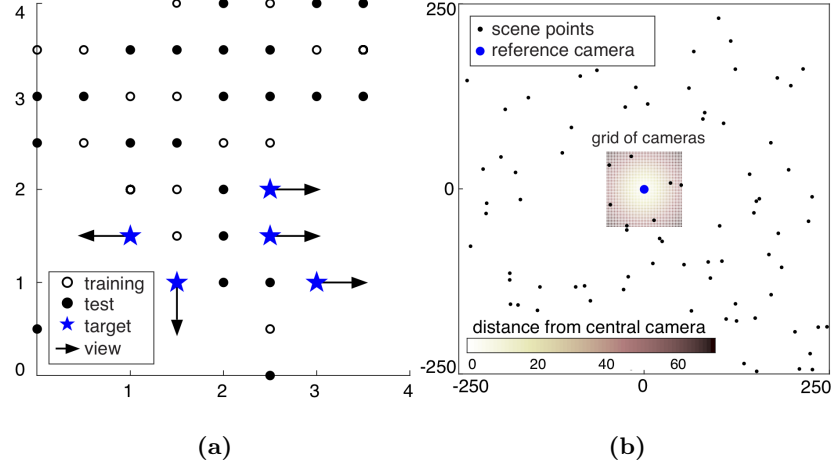 4
3
2
1
0
1
2
3
4
training
test
target
view
(a)
250
0
-250
-250
0
250
scene points
reference camera
grid of cameras
distance from central camera
0
20
40
60
(b)